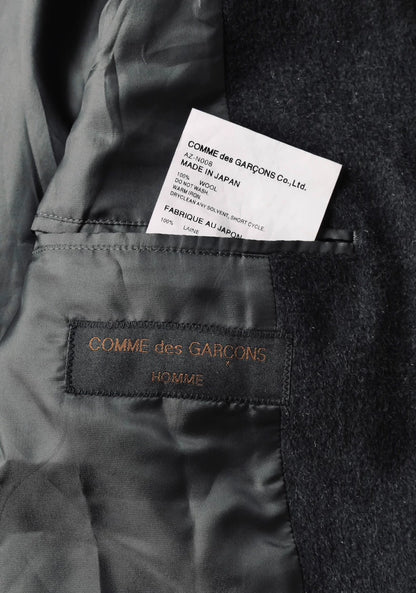 COMME des GARÇONS Co., Ltd.
AZ-N008
MADE IN JAPAN
100% WOOL
DO NOT WASH
WARM IRON
DRYCLEAN ANY SOLVENT, SHORT CYCLE.
FABRIQUE AU JAPON
100% LAINE
COMME des GARÇONS
HOMME